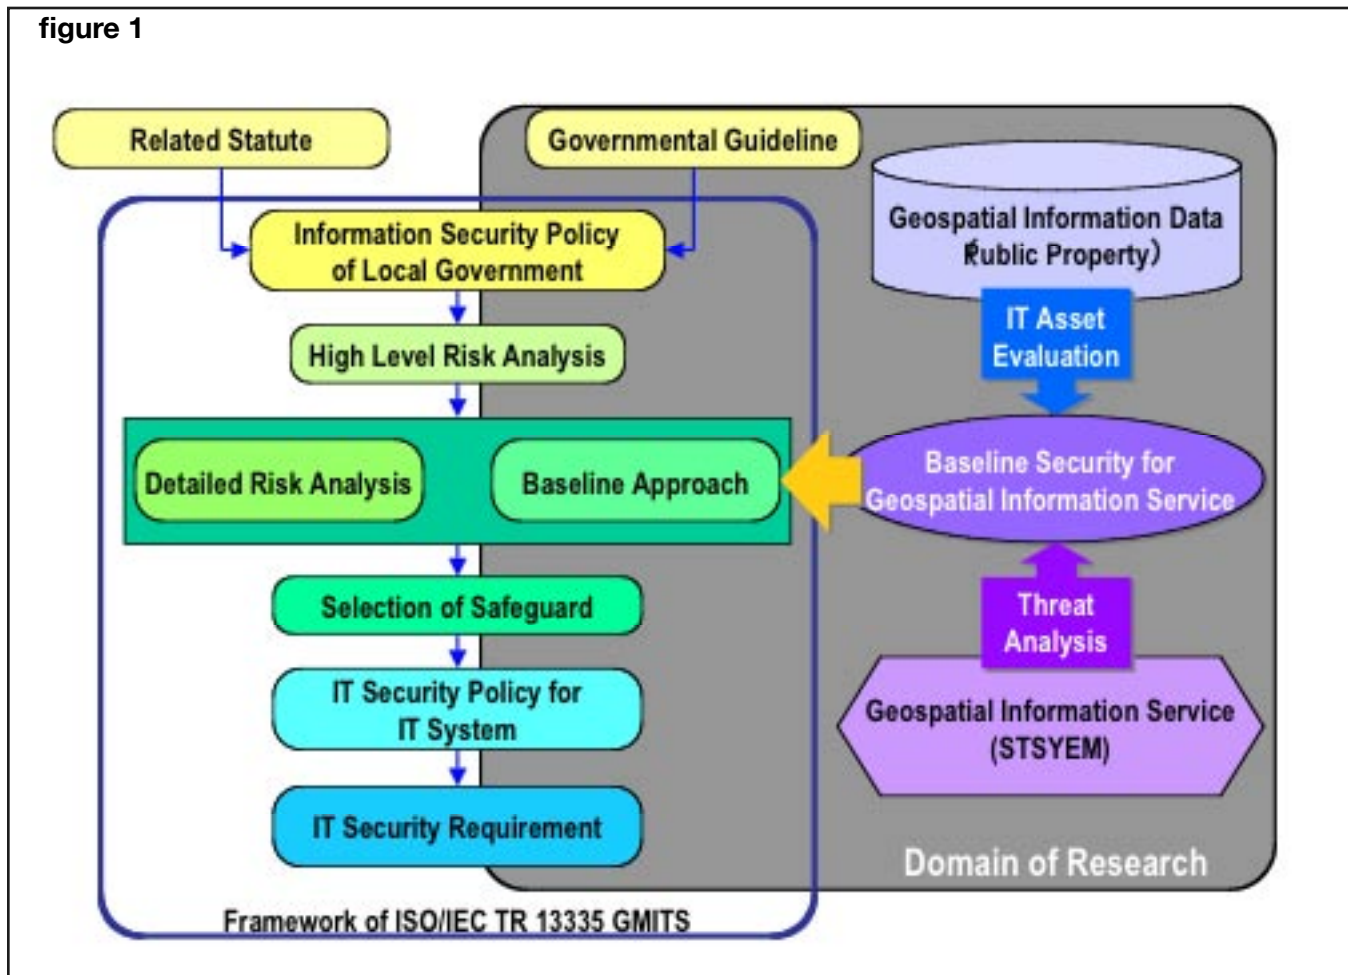 figure 1
Related Statute
Governmental Guideline
Information Security Policy
of Local Government
High Level Risk Analysis
Detailed Risk Analysis
Baseline Approach
Selection of Safeguard
IT Security Policy for
IT System
IT Security Requirement
Framework of ISO/IEC TR 13335 GMITS
Geospatial Information Data
(Public Property）
IT Asset
Evaluation
Baseline Security for
Geospatial Information Service
Threat
Analysis
Geospatial Information Service
(STSYEM)
Domain of Research